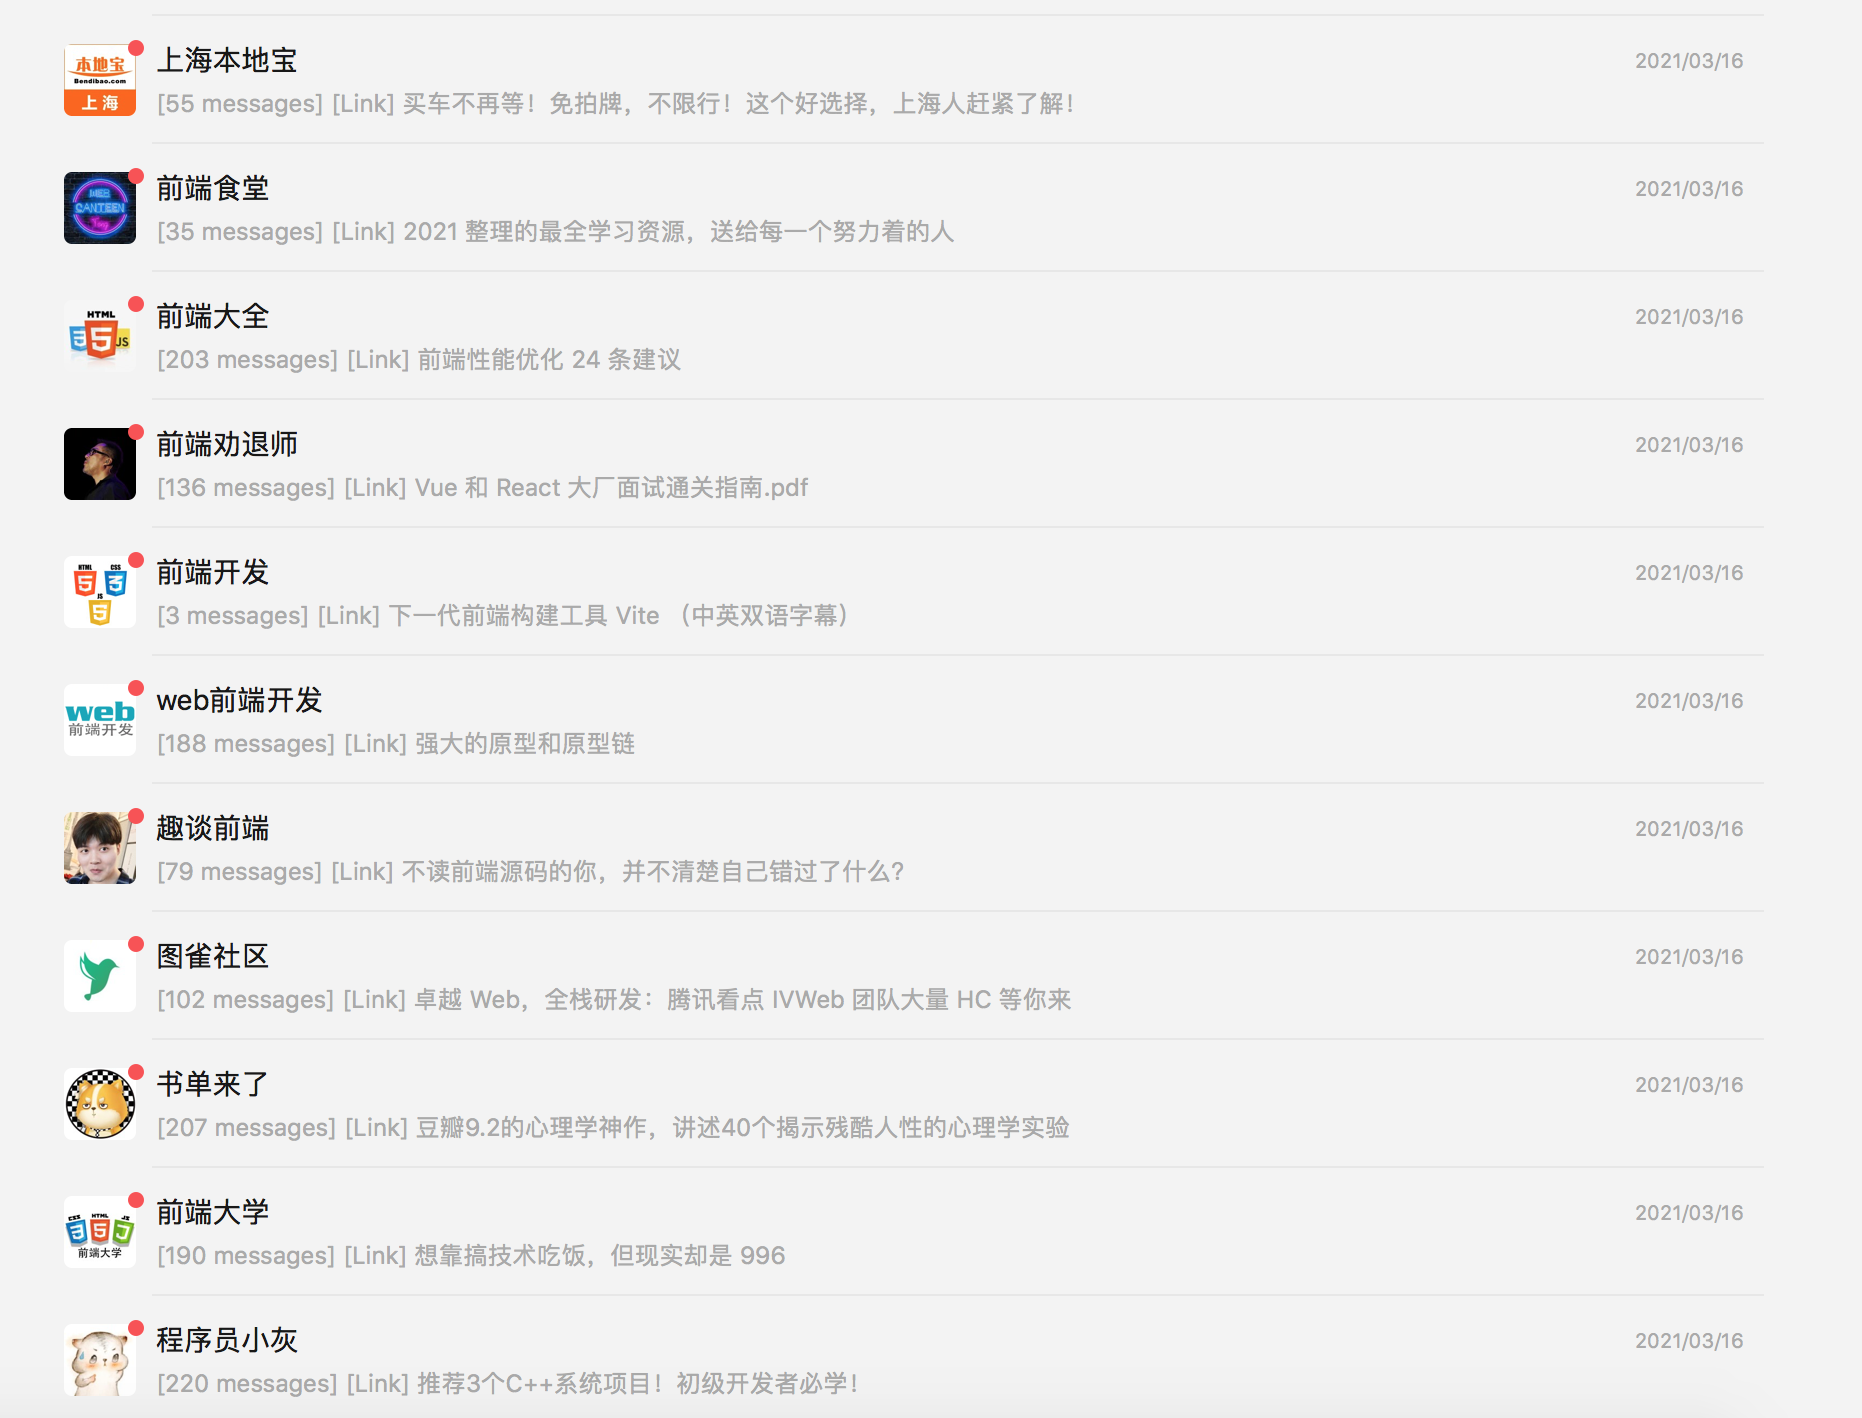 上海本地宝
2021/03/16
本地宝
Bendibao.com
上海
[55 messages] [Link] 买车不再等！免拍牌，不限行！这个好选择，上海人赶紧了解！
前端食堂
2021/03/16
WEB
CANTEEN
[35 messages] [Link] 2021 整理的最全学习资源，送给每一个努力着的人
前端大全
2021/03/16
HTML
3 5 JS
[203 messages] [Link] 前端性能优化 24 条建议
前端劝退师
2021/03/16
[136 messages] [Link] Vue 和 React 大厂面试通关指南.pdf
前端开发
2021/03/16
HTML CSS
5 3
JS
[3 messages] [Link] 下一代前端构建工具 Vite （中英双语字幕）
web前端开发
2021/03/16
web
前端开发
[188 messages] [Link] 强大的原型和原型链
趣谈前端
2021/03/16
[79 messages] [Link] 不读前端源码的你，并不清楚自己错过了什么?
图雀社区
2021/03/16
[102 messages] [Link] 卓越 Web，全栈研发：腾讯看点 IVWeb 团队大量 HC 等你来
书单来了
2021/03/16
[207 messages] [Link] 豆瓣9.2的心理学神作，讲述40个揭示残酷人性的心理学实验
前端大学
2021/03/16
CSS HTML JS
3 5
前端大学
[190 messages] [Link] 想靠搞技术吃饭，但现实却是 996
程序员小灰
2021/03/16
[220 messages] [Link] 推荐3个C++系统项目！初级开发者必学！